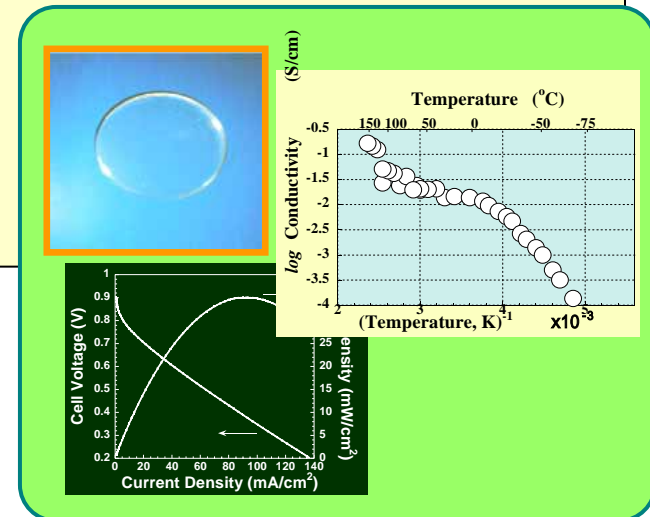 (S/cm)
Temperature (°C)
150 100 50 0 -50 -75
log Conductivity
-0.5
-1
-1.5
-2
-2.5
-3
-3.5
-4
2 3 4 5
(Temperature, K)-1 x10-3
Cell Voltage (V)
1
0.9
0.8
0.7
0.6
0.5
0.4
0.3
0.2
25
20
15
10
5
0
(mW/cm2)
0 20 40 60 80 100 120 140
Current Density (mA/cm2)